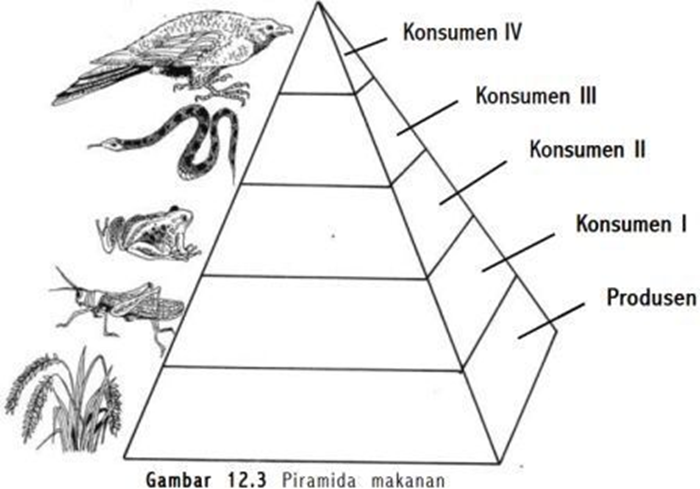 Konsumen IV
Konsumen III
Konsumen II
Konsumen I
Produsen
Gambar 12.3 Piramida makanan